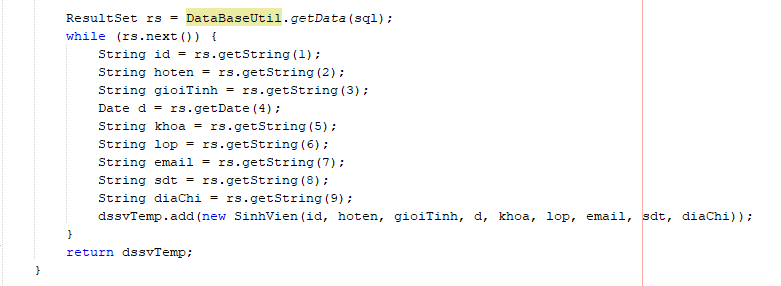 ResultSet rs = DataBaseUtil.getData(sql);
while (rs.next()) {
String id = rs.getString(1);
String hoten = rs.getString(2);
String gioiTinh = rs.getString(3);
Date d = rs.getDate(4);
String khoa = rs.getString(5);
String lop = rs.getString(6);
String email = rs.getString(7);
String sdt = rs.getString(8);
String diaChi = rs.getString(9);
dssvTemp.add(new SinhVien(id, hoten, gioiTinh, d, khoa, lop, email, sdt, diaChi));
}
return dssvTemp;
}